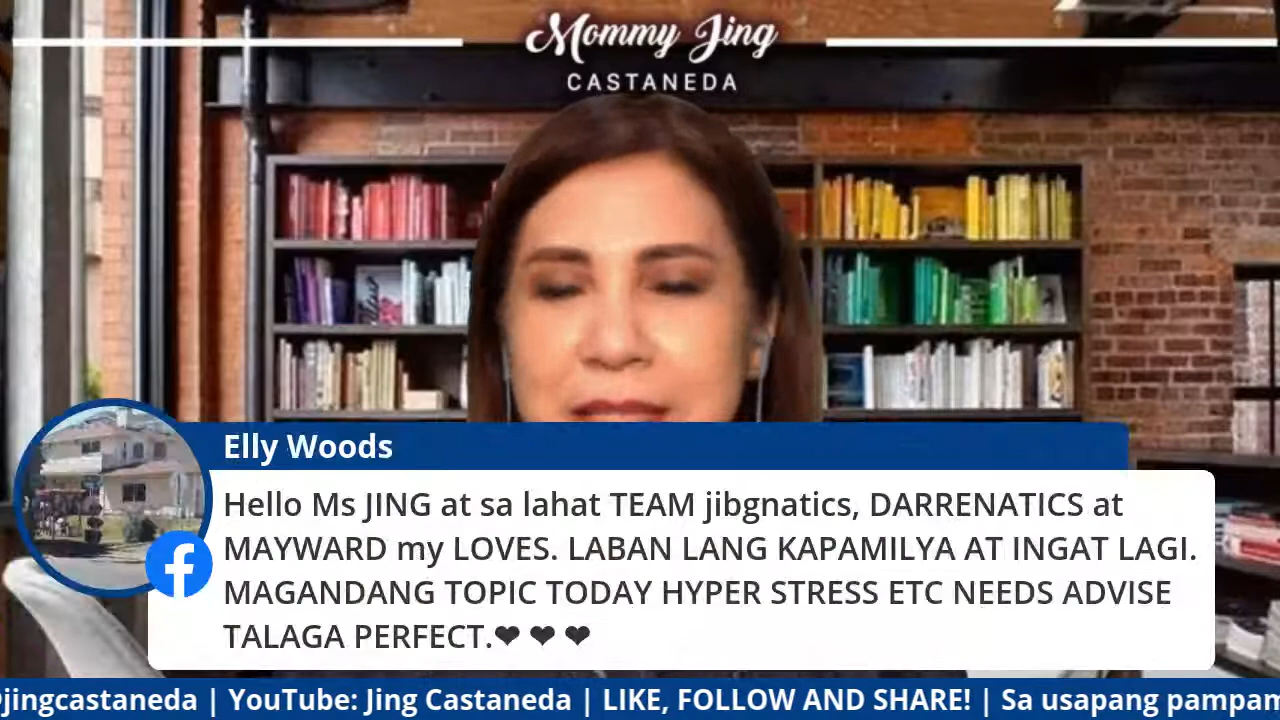 Mommy Jing
CASTANEDA
Elly Woods
Hello Ms JING at sa lahat TEAM jibgnatics, DARRENATICS at
MAYWARD my LOVES. LABAN LANG KAPAMILYA AT INGAT LAGI.
MAGANDANG TOPIC TODAY HYPER STRESS ETC NEEDS ADVISE
TALAGA PERFECT.❤ ❤ ❤
jingcastaneda | YouTube: Jing Castaneda | LIKE, FOLLOW AND SHARE! | Sa usapang pampan